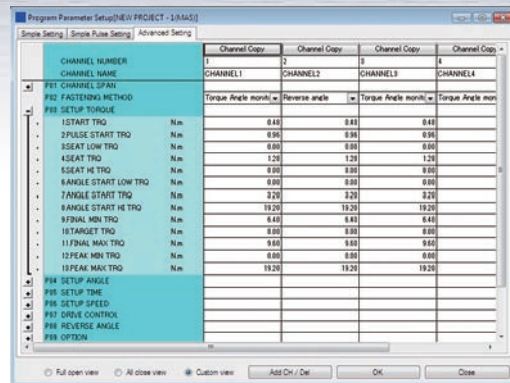 Program Parameter Setup[NEW PROJECT - 1(MAS)]
Simple Setting Simple Pulse Setting Advanced Setting
Channel Copy Channel Copy Channel Copy Channel Copy
CHANNEL NUMBER 1 2 3 4
CHANNEL NAME CHANNEL1 CHANNEL2 CHANNEL3 CHANNEL4
P01 CHANNEL SPAN
P02 FASTENING METHOD Torque Angle monit Reverse angle Torque Angle monit Torque Angle mon
P03 SETUP TORQUE
1START TRQ N.m 0.48 0.48 0.48
2PULSE START TRQ N.m 0.96 0.96 0.96
3SEAT LOW TRQ N.m 0.00 0.00 0.00
4SEAT TRQ N.m 1.28 1.28 1.28
5SEAT HI TRQ N.m 0.00 0.00 0.00
6ANGLE START LOW TRQ N.m 0.00 0.00 0.00
7ANGLE START TRQ N.m 3.20 3.20 3.20
8ANGLE START HI TRQ N.m 19.20 19.20 19.20
9FINAL MIN TRQ N.m 6.40 6.40 6.40
10TARGET TRQ N.m 8.00 8.00 8.00
11FINAL MAX TRQ N.m 9.60 9.60 9.60
12PEAK MIN TRQ N.m 0.00 0.00 0.00
13PEAK MAX TRQ N.m 19.20 19.20 19.20
P04 SETUP ANGLE
P05 SETUP TIME
P06 SETUP SPEED
P07 DRIVE CONTROL
P08 REVERSE ANGLE
P09 OPTION
Full open view All close view Custom view Add CH / Del OK Close